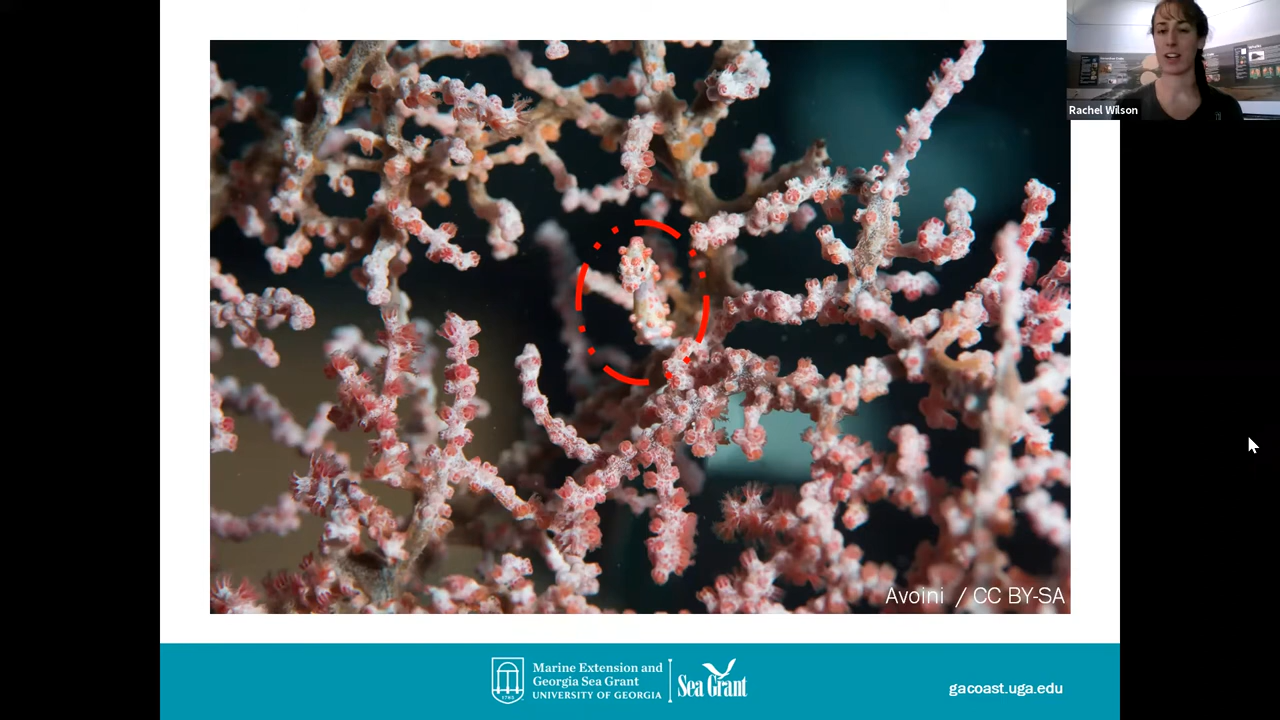 Rachel Wilson
Avoini / CC BY-SA
Marine Extension and
Georgia Sea Grant
UNIVERSITY OF GEORGIA
1785
Sea Grant
gacoast.uga.edu